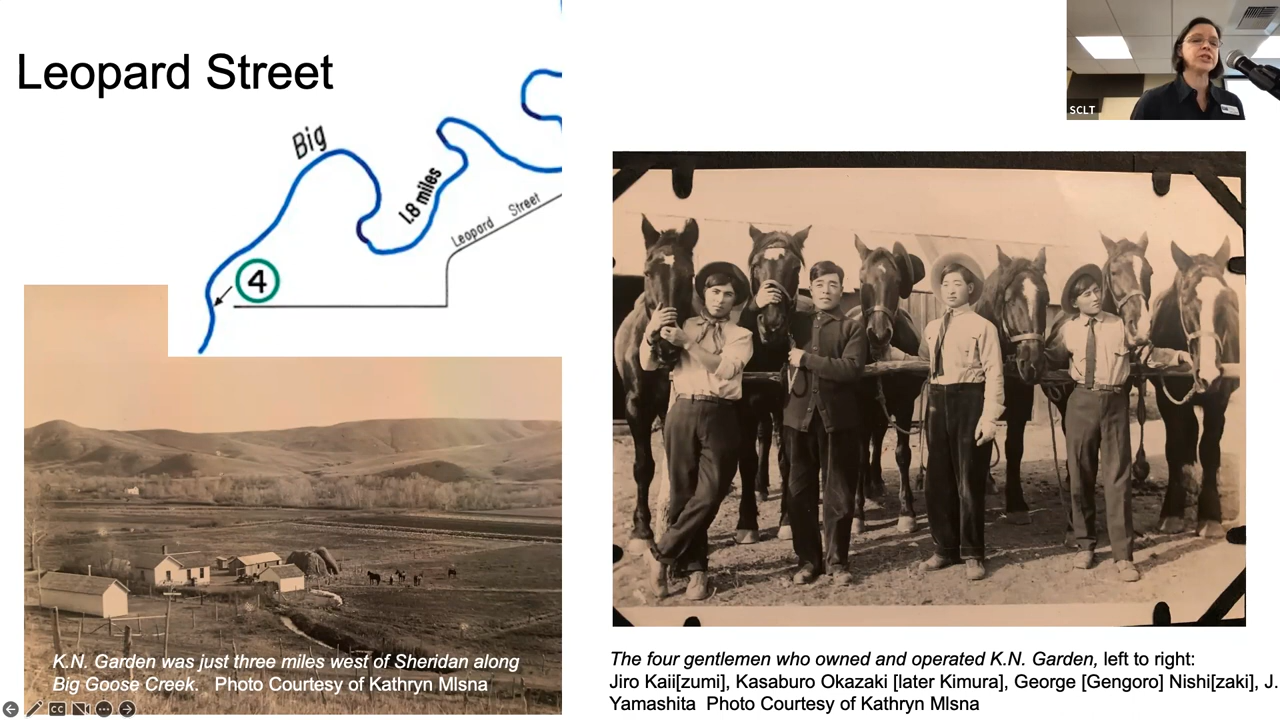 Leopard Street
SCLT
Big
1.8 miles
Leopard Street
4
K.N. Garden was just three miles west of Sheridan along
Big Goose Creek. Photo Courtesy of Kathryn Mlsna
CC
The four gentlemen who owned and operated K.N. Garden, left to right:
Jiro Kaii[zumi], Kasaburo Okazaki [later Kimura], George [Gengoro] Nishi[zaki], J.
Yamashita Photo Courtesy of Kathryn Mlsna